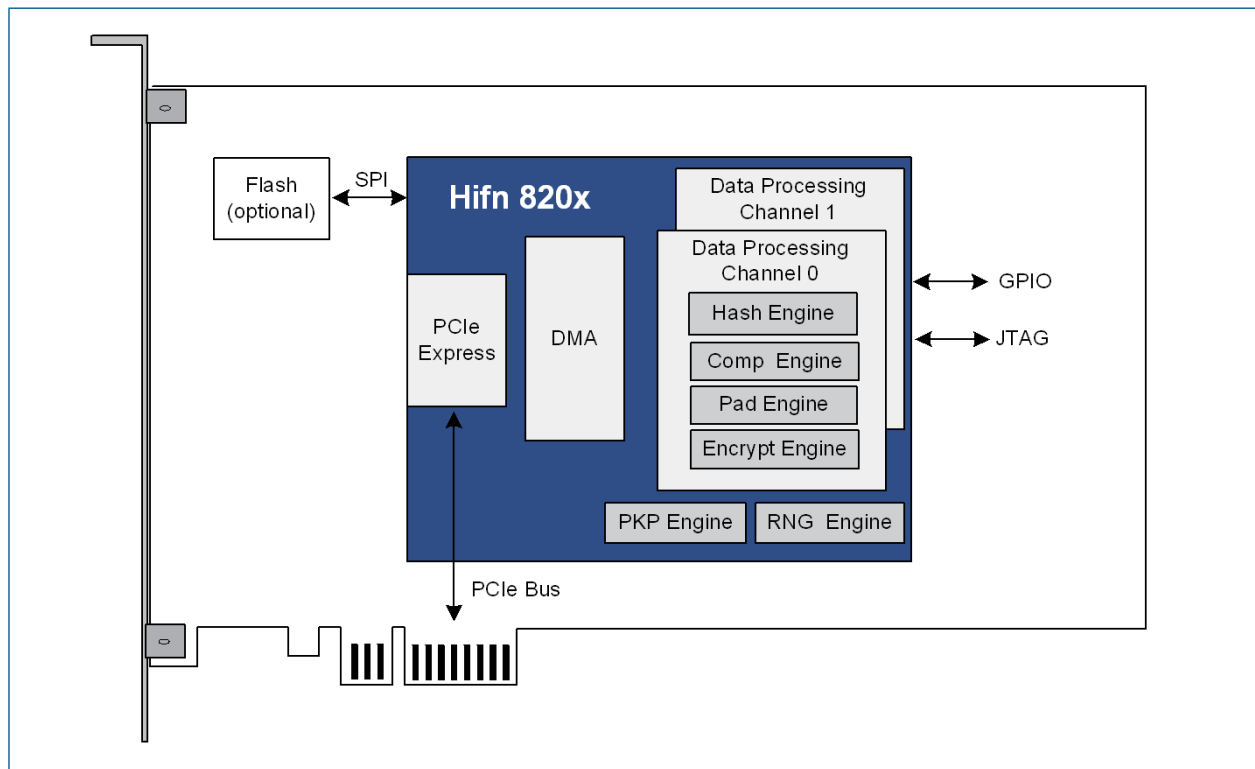 Flash
(optional)
SPI
Hifn 820x
Data Processing
Channel 1
Data Processing
Channel 0
Hash Engine
Comp Engine
Pad Engine
Encrypt Engine
PCIe
Express
DMA
GPIO
JTAG
PKP Engine
RNG Engine
PCIe Bus